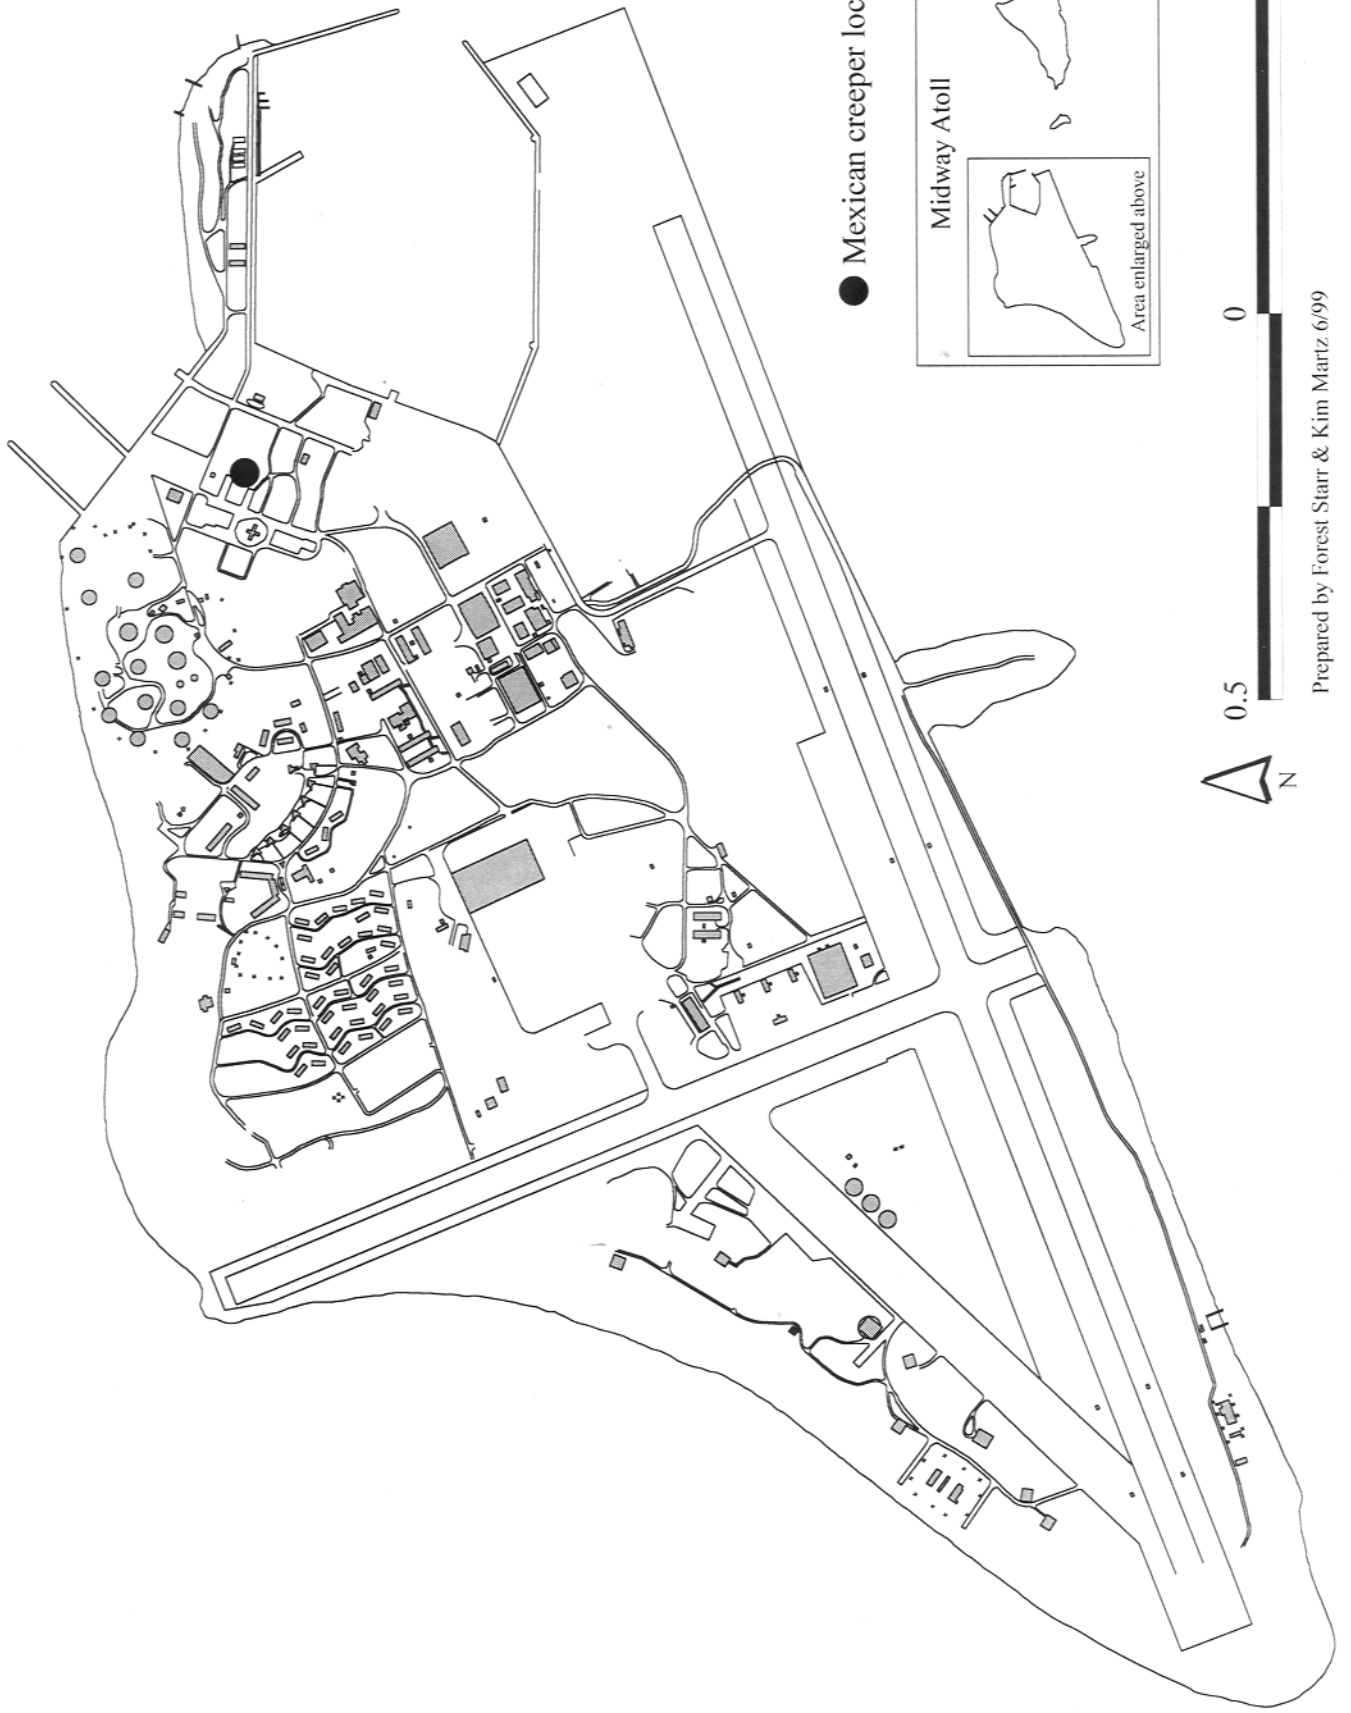 Mexican creeper loc
Midway Atoll
Area enlarged above
0.5
0
N
Prepared by Forest Starr & Kim Martz 6/99